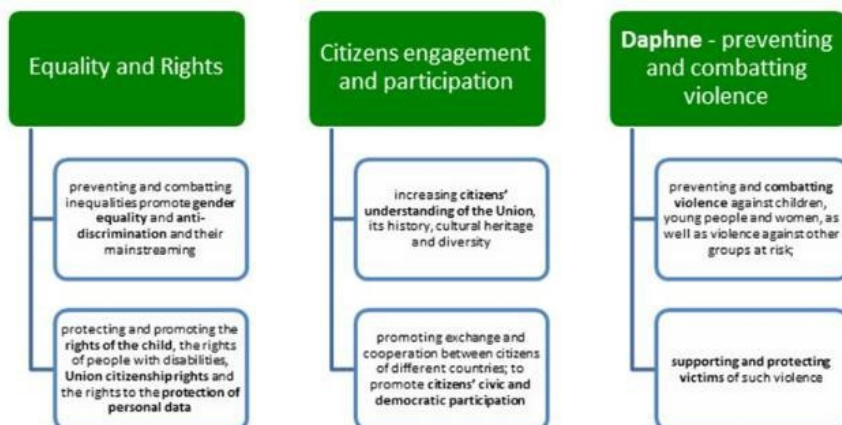 Equality and Rights
preventing and combatting
inequalities promote gender
equality and anti-
discrimination and their
mainstreaming
protecting and promoting the
rights of the child, the rights
of people with disabilities,
Union citizenship rights and
the rights to the protection of
personal data
Citizens engagement
and participation
increasing citizens'
understanding of the Union,
its history, cultural heritage
and diversity
promoting exchange and
cooperation between citizens
of different countries; to
promote citizens' civic and
democratic participation
Daphne - preventing
and combatting
violence
preventing and combatting
violence against children,
young people and women, as
well as violence against other
groups at risk;
supporting and protecting
victims of such violence